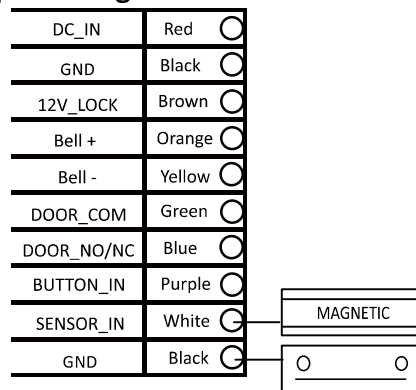 DC_IN Red
GND Black
12V_LOCK Brown
Bell + Orange
Bell - Yellow
DOOR_COM Green
DOOR_NO/NC Blue
BUTTON_IN Purple
SENSOR_IN White MAGNETIC
GND Black